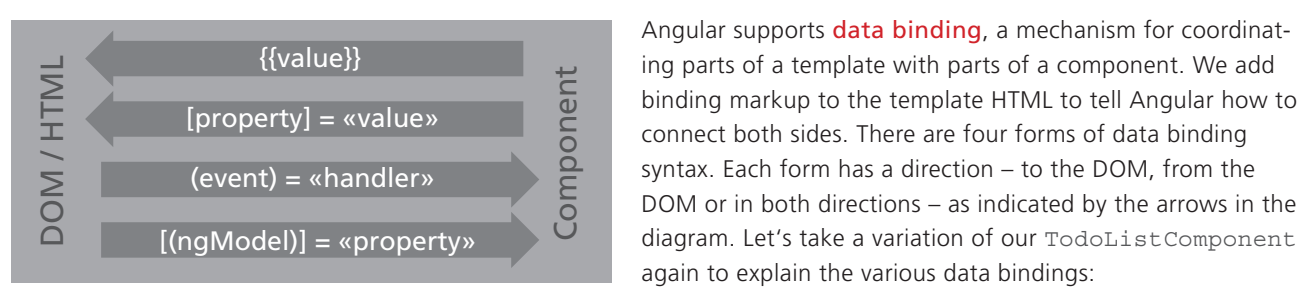 DOM / HTML
{{value}}
[property] = «value»
(event) = «handler»
[(ngModel)] = «property»
Component
Angular supports data binding, a mechanism for coordinat-
ing parts of a template with parts of a component. We add
binding markup to the template HTML to tell Angular how to
connect both sides. There are four forms of data binding
syntax. Each form has a direction – to the DOM, from the
DOM or in both directions – as indicated by the arrows in the
diagram. Let's take a variation of our TodoListComponent
again to explain the various data bindings: